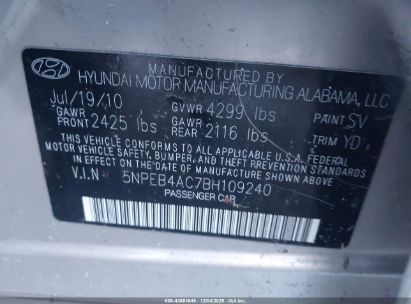 MANUFACTURED BY
HYUNDAI MOTOR MANUFACTURING ALABAMA, LLC
Jul/19/10 GVWR 4299 lbs PAINT SV
GAWR FRONT 2425 lbs GAWR REAR 2116 lbs TRIM YD
THIS VEHICLE CONFORMS TO ALL APPLICABLE U.S.A. FEDERAL
MOTOR VEHICLE SAFETY, BUMPER, AND THEFT PREVENTION
STANDARDS IN EFFECT ON THE DATE OF MANUFACTURE SHOWN ABOVE.
V.I.N 5NPEB4AC7BH109240
PASSENGER CAR